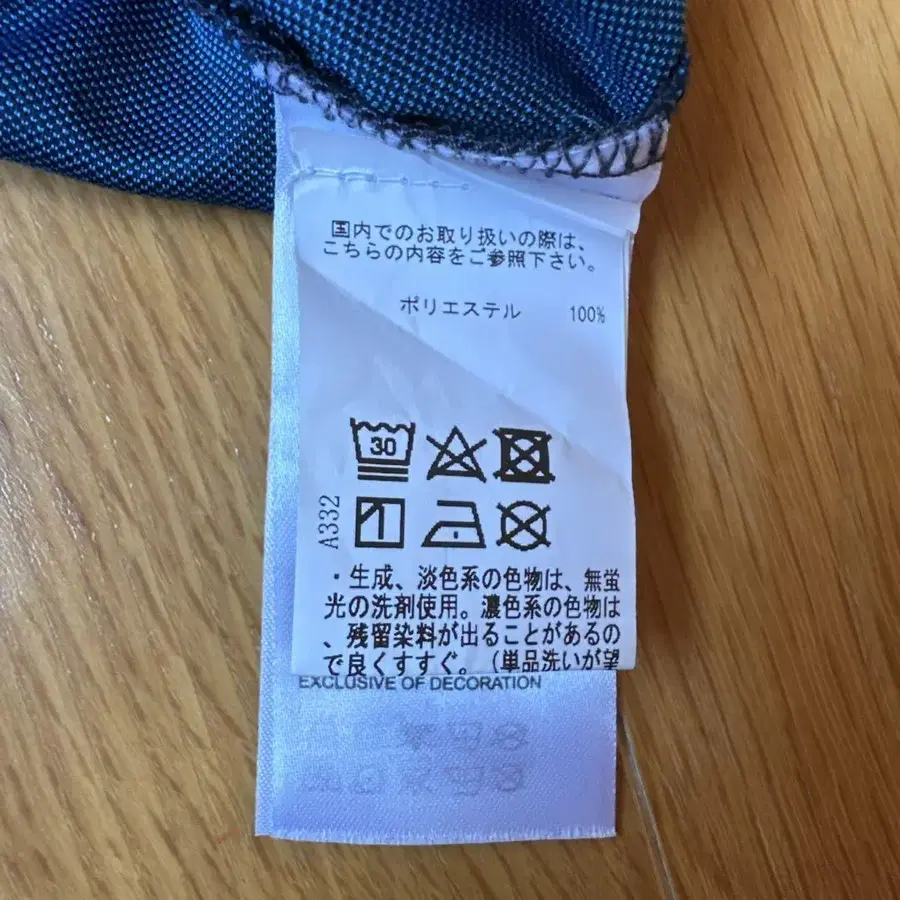 国内でのお取り扱いの際は、
こちらの内容をご参照下さい。
ポリエステル 100%
30
A332
・生成、淡色系の色物は、無蛍
光の洗剤使用。濃色系の色物は
、残留染料が出ることがあるの
で良くすすぐ。(単品洗いが望
EXCLUSIVE OF DECORATION